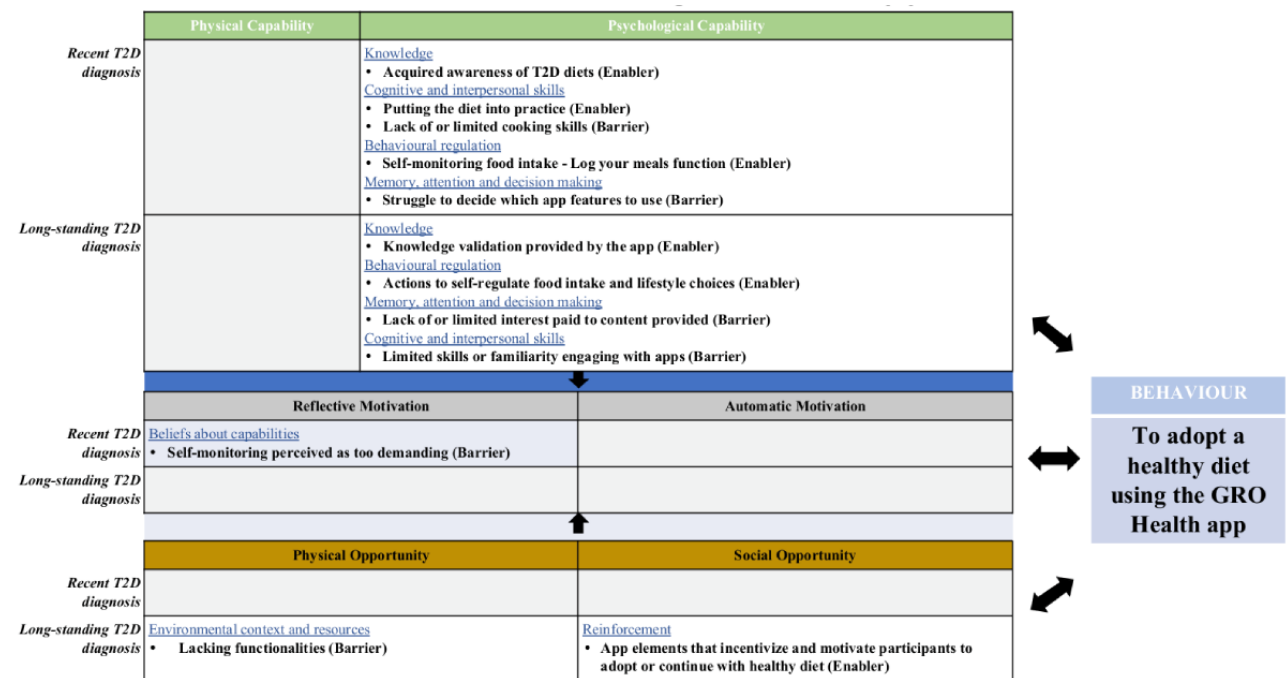 Physical Capability
Psychological Capability
Recent T2D
diagnosis
Knowledge
• Acquired awareness of T2D diets (Enabler)
Cognitive and interpersonal skills
• Putting the diet into practice (Enabler)
• Lack of or limited cooking skills (Barrier)
Behavioural regulation
• Self-monitoring food intake - Log your meals function (Enabler)
Memory, attention and decision making
• Struggle to decide which app features to use (Barrier)
Long-standing T2D
diagnosis
Knowledge
• Knowledge validation provided by the app (Enabler)
Behavioural regulation
• Actions to self-regulate food intake and lifestyle choices (Enabler)
Memory, attention and decision making
• Lack of or limited interest paid to content provided (Barrier)
Cognitive and interpersonal skills
• Limited skills or familiarity engaging with apps (Barrier)
Reflective Motivation
Automatic Motivation
Recent T2D
diagnosis
Beliefs about capabilities
• Self-monitoring perceived as too demanding (Barrier)
Long-standing T2D
diagnosis
Physical Opportunity
Social Opportunity
Recent T2D
diagnosis
Long-standing T2D
diagnosis
Environmental context and resources
• Lacking functionalities (Barrier)
Reinforcement
• App elements that incentivize and motivate participants to
adopt or continue with healthy diet (Enabler)
BEHAVIOUR
To adopt a
healthy diet
using the GRO
Health app